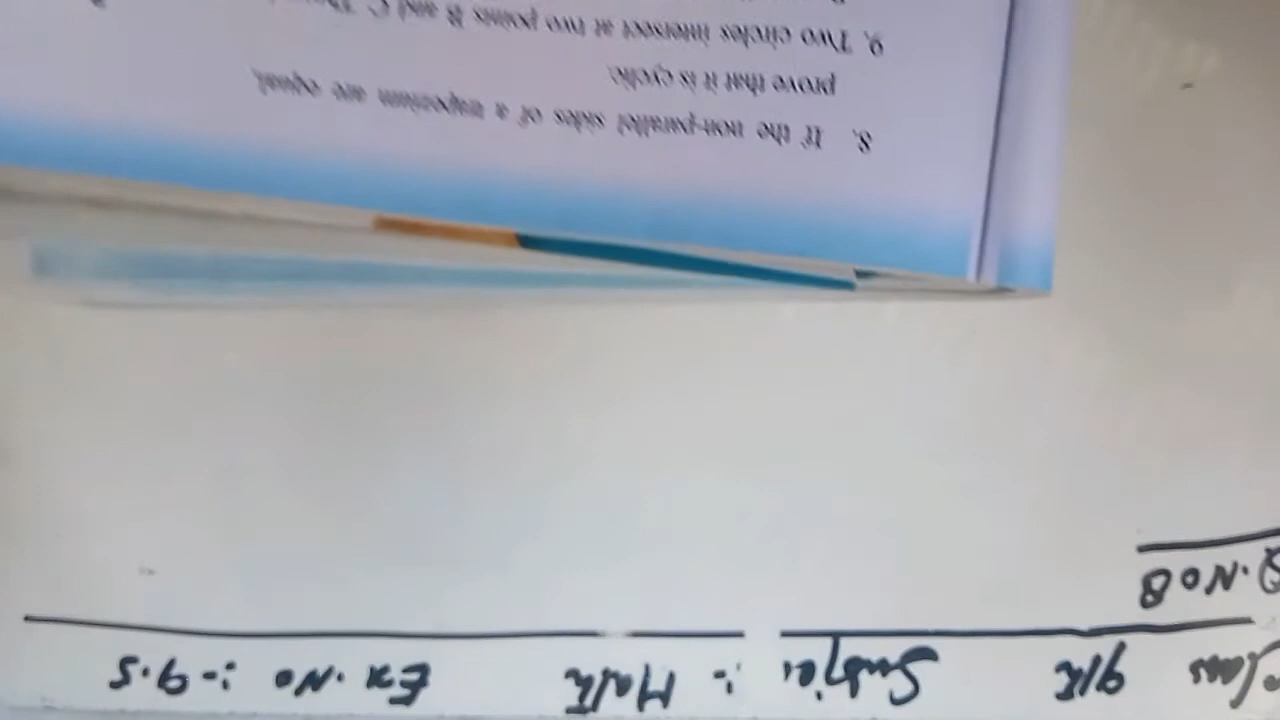 Class 9th Subject :- Math Ex.No :- 9.5
Q.No 8
8. If the non-parallel sides of a trapezium are equal,
prove that it is cyclic.
9. Two circles intersect at two points B and C.